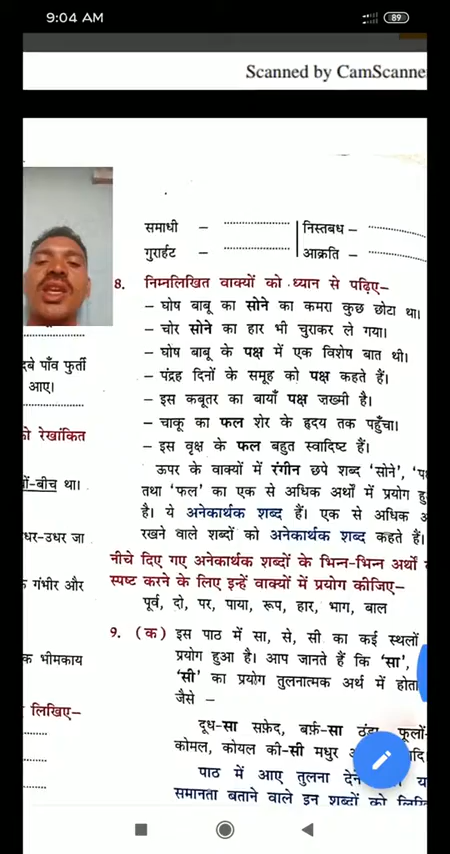 9:04 AM
89
Scanned by CamScanne
समाधी –
निस्तबध –
गुरार्हट –
आक्रति –
8. निम्नलिखित वाक्यों को ध्यान से पढ़िए–
– घोष बाबू का सोने का कमरा कुछ छोटा था।
– चोर सोने का हार भी चुराकर ले गया।
– घोष बाबू के पक्ष में एक विशेष बात थी।
– पंद्रह दिनों के समूह को पक्ष कहते हैं।
– इस कबूतर का बायाँ पक्ष ज़ख्मी है।
– चाकू का फल शेर के हृदय तक पहुँचा।
– इस वृक्ष के फल बहुत स्वादिष्ट हैं।
ऊपर के वाक्यों में रंगीन छपे शब्द 'सोने', 'प
तथा 'फल' का एक से अधिक अर्थों में प्रयोग हु
है। ये अनेकार्थक शब्द हैं। एक से अधिक अ
रखने वाले शब्दों को अनेकार्थक शब्द कहते हैं।
नीचे दिए गए अनेकार्थक शब्दों के भिन्न-भिन्न अर्थों
स्पष्ट करने के लिए इन्हें वाक्यों में प्रयोग कीजिए–
पूर्व, दो, पर, पाया, रूप, हार, भाग, बाल
9. (क) इस पाठ में सा, से, सी का कई स्थलों
प्रयोग हुआ है। आप जानते हैं कि 'सा',
'सी' का प्रयोग तुलनात्मक अर्थ में होता
जैसे –
दूध-सा सफ़ेद, बर्फ़-सा ठंडा, फूलों-
कोमल, कोयल की-सी मधुर
पाठ में आए तुलना देने
समानता बताने वाले इन शब्दों को लिखि
दबे पाँव फुर्ती
आए।
को रेखांकित
चों-बीच था।
धर-उधर जा
क गंभीर और
क भीमकाय
लिखिए–